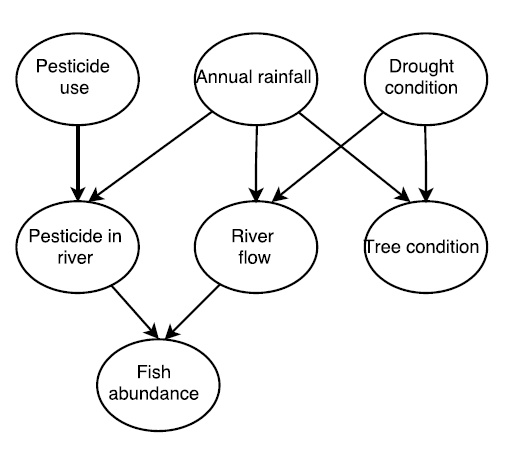 Pesticide
use
Annual rainfall
Drought
condition
Pesticide in
river
River
flow
Tree condition
Fish
abundance